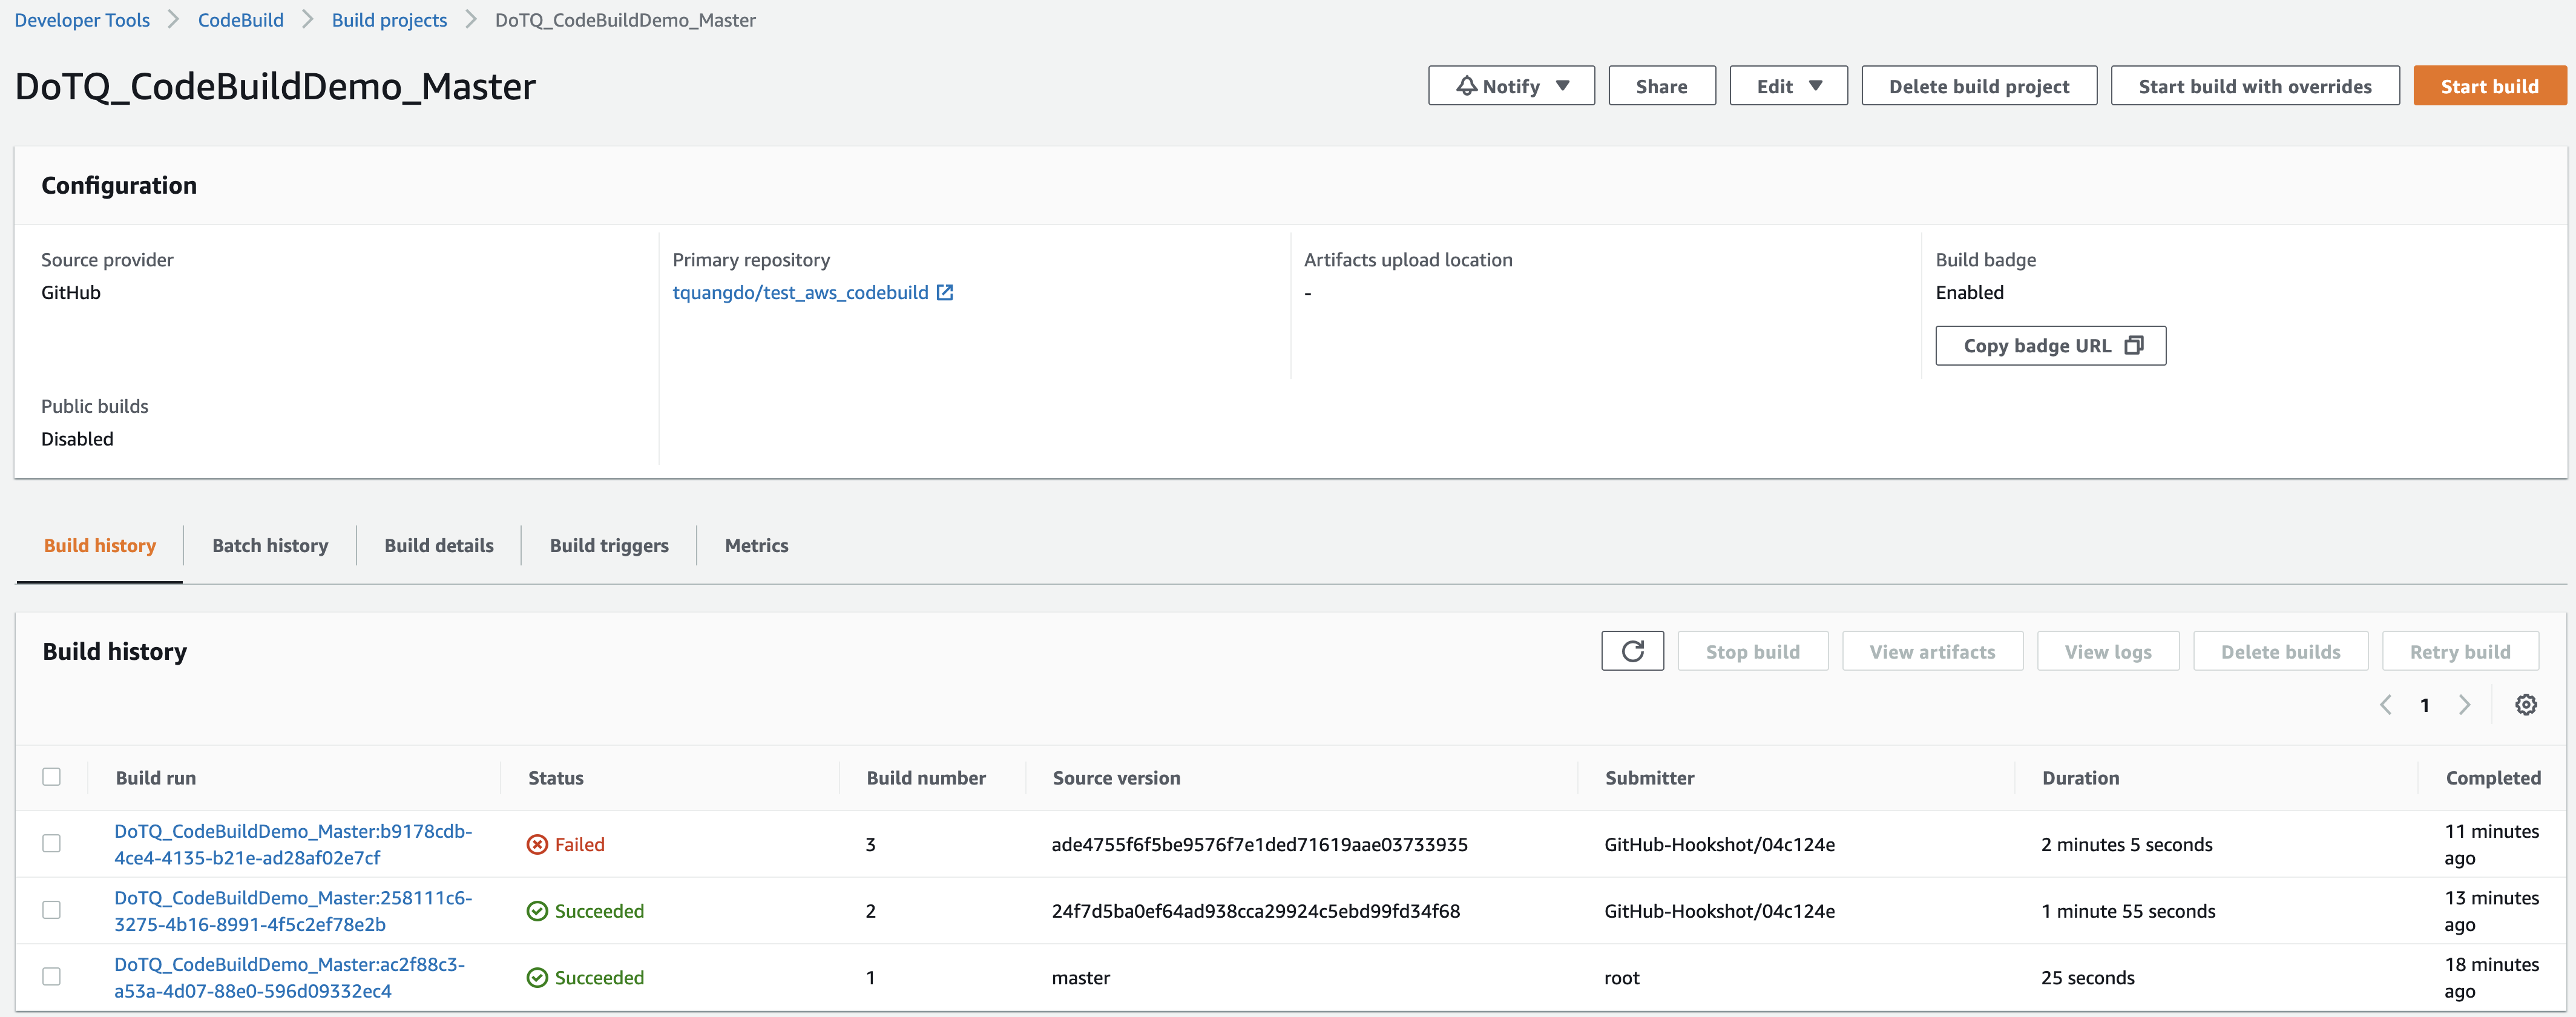 Developer Tools > CodeBuild > Build projects > DoTQ_CodeBuildDemo_Master
DoTQ_CodeBuildDemo_Master
Notify Share Edit Delete build project Start build with overrides Start build
Configuration
Source provider Primary repository Artifacts upload location Build badge
GitHub tquangdo/test_aws_codebuild - Enabled
Copy badge URL
Public builds
Disabled
Build history Batch history Build details Build triggers Metrics
Build history Stop build View artifacts View logs Delete builds Retry build
1
Build run Status Build number Source version Submitter Duration Completed
DoTQ_CodeBuildDemo_Master:b9178cdb-
4ce4-4135-b21e-ad28af02e7cf
Failed 3 ade4755f6f5be9576f7e1ded71619aae03733935 GitHub-Hookshot/04c124e 2 minutes 5 seconds
11 minutes
ago
DoTQ_CodeBuildDemo_Master:258111c6-
3275-4b16-8991-4f5c2ef78e2b
Succeeded 2 24f7d5ba0ef64ad938cca29924c5ebd99fd34f68 GitHub-Hookshot/04c124e 1 minute 55 seconds
13 minutes
ago
DoTQ_CodeBuildDemo_Master:ac2f88c3-
a53a-4d07-88e0-596d09332ec4
Succeeded 1 master root 25 seconds
18 minutes
ago